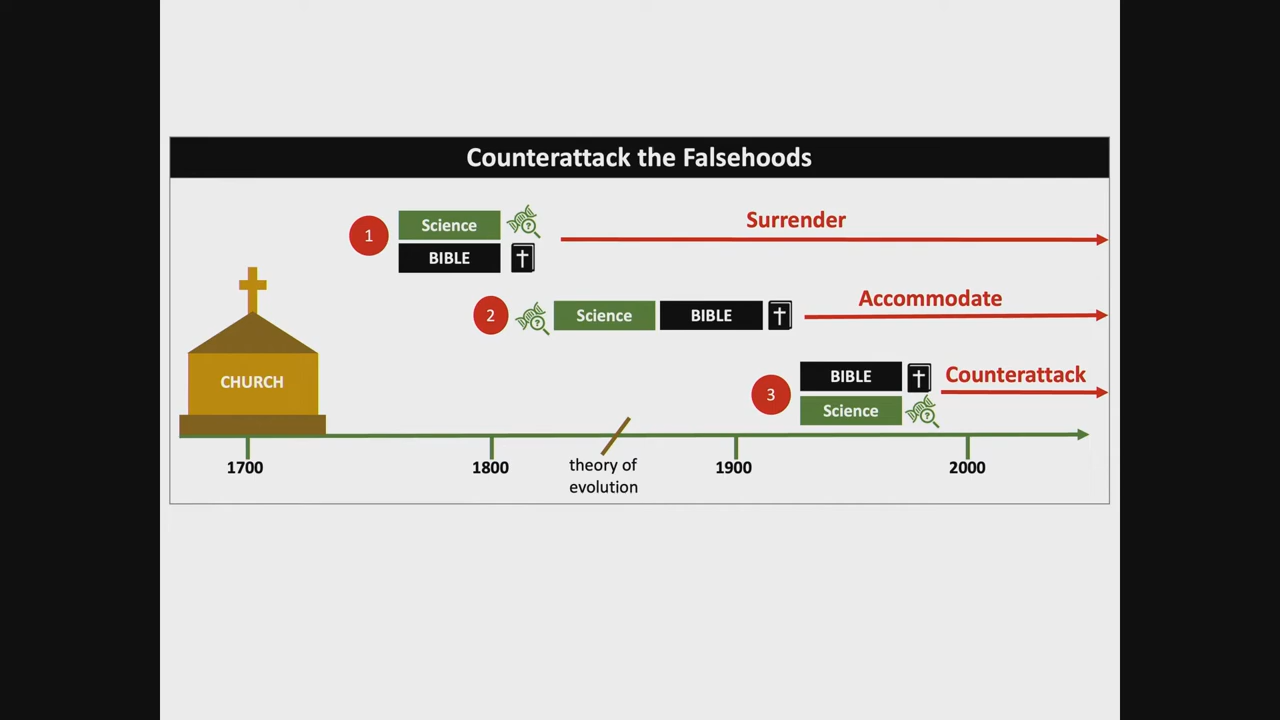 Counterattack the Falsehoods
1
Science
?
BIBLE
Surrender
2
?
Science
BIBLE
Accommodate
3
BIBLE
Science
?
Counterattack
CHURCH
1700
1800
theory of
evolution
1900
2000